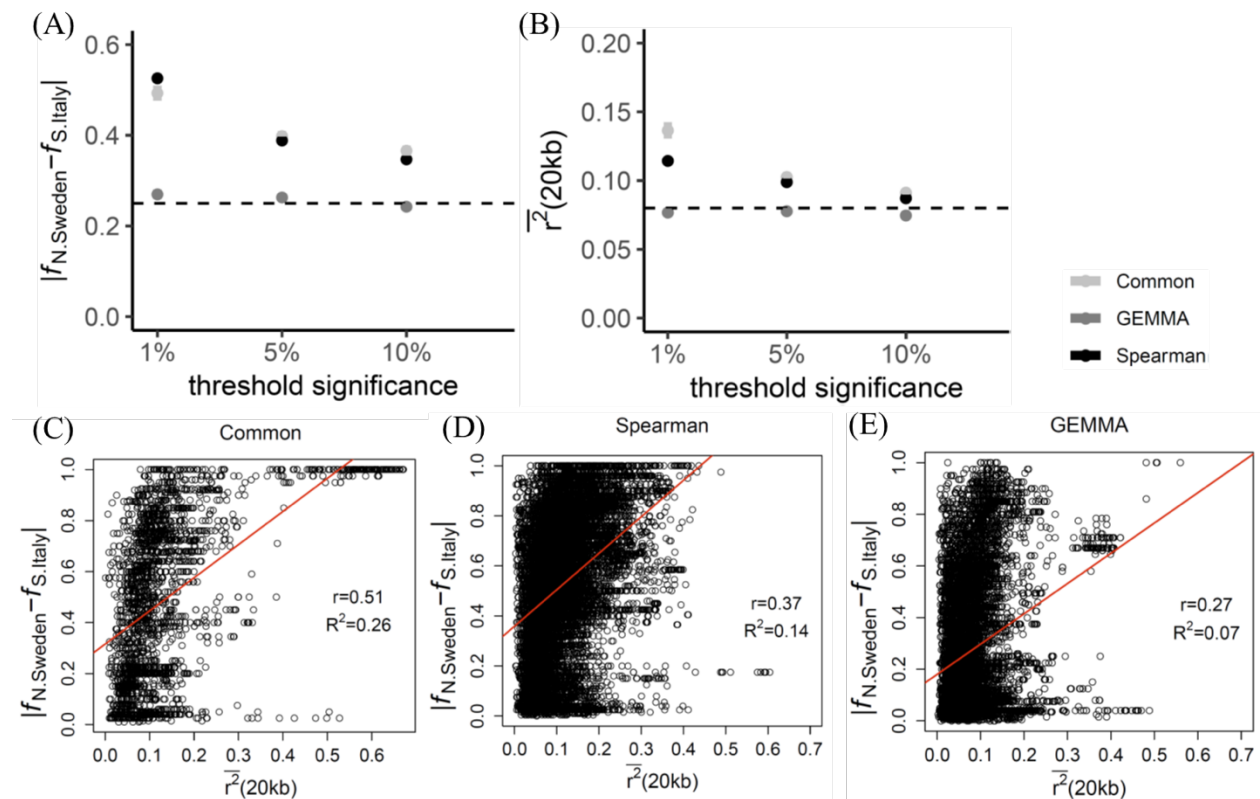 (A)
0.6
0.4
0.2
0.0
|fN.Sweden−fS.Italy|
1%
5%
10%
threshold significance
(B)
0.20
0.15
0.10
0.05
0.00
r²(20kb)
1%
5%
10%
threshold significance
Common
GEMMA
Spearman
(C)
Common
1.0
0.8
0.6
0.4
0.2
0.0
|fN.Sweden−fS.Italy|
r=0.51
R²=0.26
0.0 0.1 0.2 0.3 0.4 0.5 0.6
r²(20kb)
(D)
Spearman
1.0
0.8
0.6
0.4
0.2
0.0
|fN.Sweden−fS.Italy|
r=0.37
R²=0.14
0.0 0.1 0.2 0.3 0.4 0.5 0.6 0.7
r²(20kb)
(E)
GEMMA
1.0
0.8
0.6
0.4
0.2
0.0
|fN.Sweden−fS.Italy|
r=0.27
R²=0.07
0.0 0.1 0.2 0.3 0.4 0.5 0.6 0.7
r²(20kb)